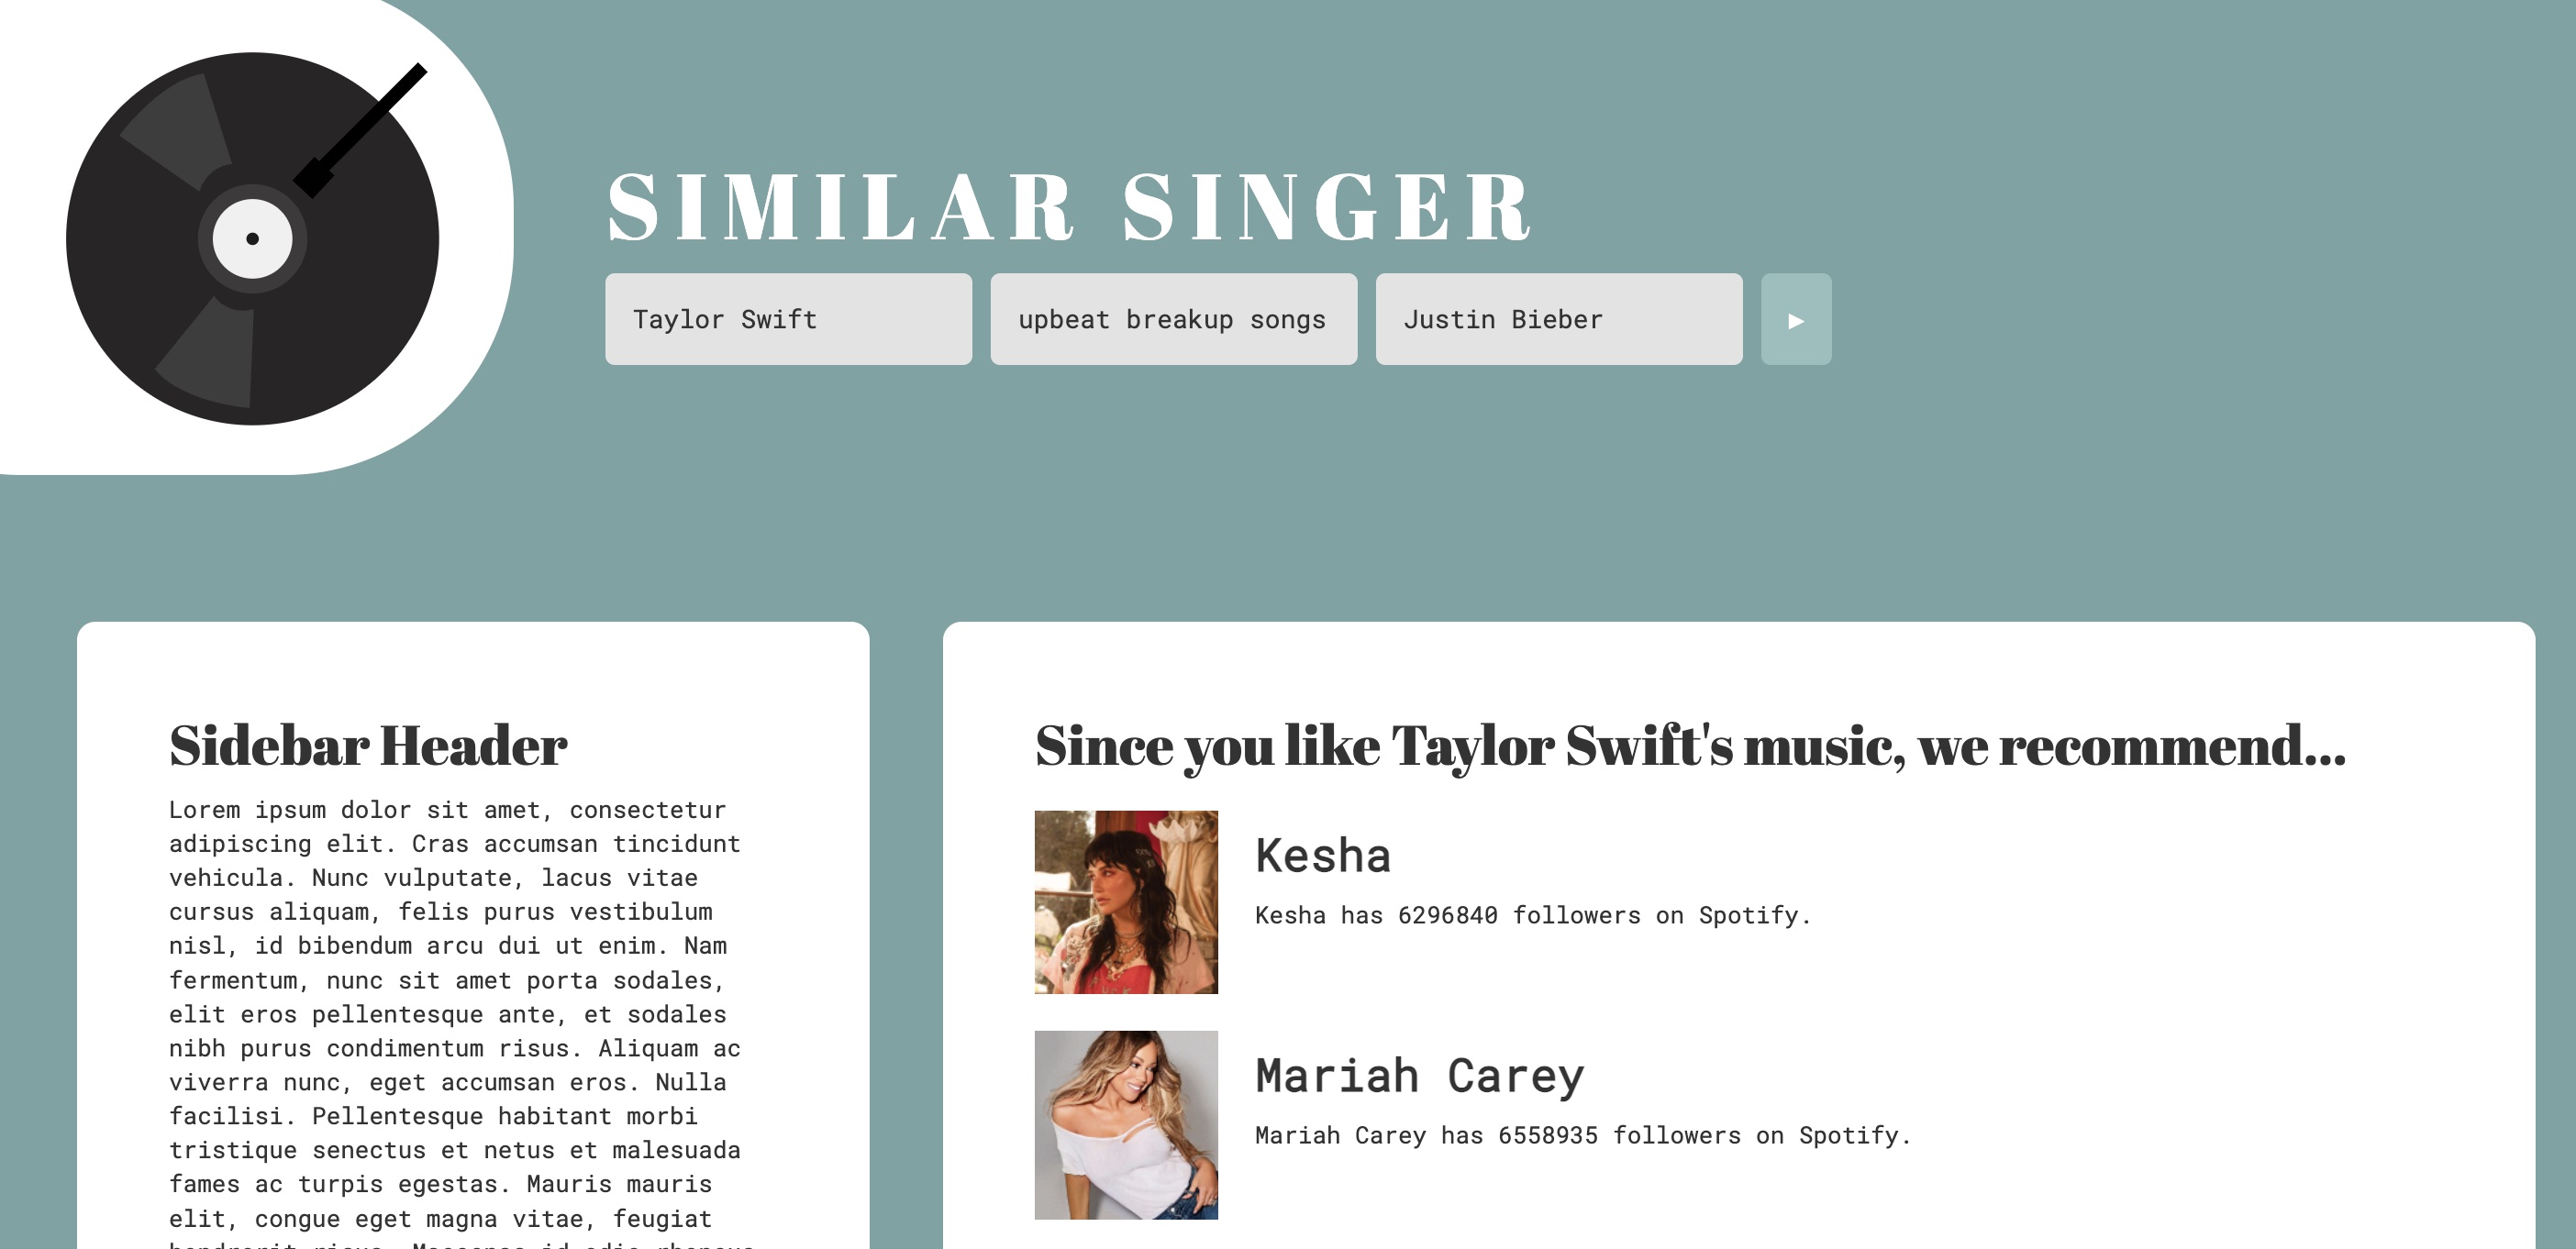 SIMILAR SINGER
Taylor Swift
upbeat breakup songs
Justin Bieber
Sidebar Header
Lorem ipsum dolor sit amet, consectetur
adipiscing elit. Cras accumsan tincidunt
vehicula. Nunc vulputate, lacus vitae
cursus aliquam, felis purus vestibulum
nisl, id bibendum arcu dui ut enim. Nam
fermentum, nunc sit amet porta sodales,
elit eros pellentesque ante, et sodales
nibh purus condimentum risus. Aliquam ac
viverra nunc, eget accumsan eros. Nulla
facilisi. Pellentesque habitant morbi
tristique senectus et netus et malesuada
fames ac turpis egestas. Mauris mauris
elit, congue eget magna vitae, feugiat
Since you like Taylor Swift's music, we recommend...
Kesha
Kesha has 6296840 followers on Spotify.
Mariah Carey
Mariah Carey has 6558935 followers on Spotify.